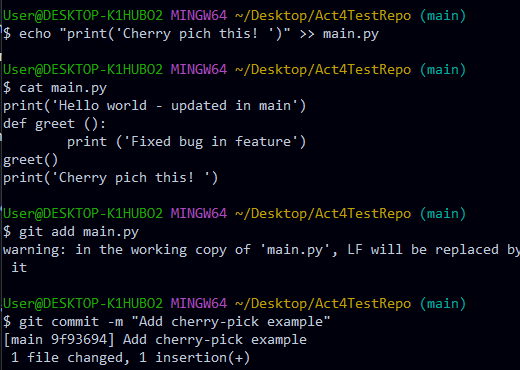 User@DESKTOP-K1HUBO2 MINGW64 ~/Desktop/Act4TestRepo (main)
$ echo "print('Cherry pich this! ')" >> main.py
User@DESKTOP-K1HUBO2 MINGW64 ~/Desktop/Act4TestRepo (main)
$ cat main.py
print('Hello world - updated in main')
def greet ():
        print ('Fixed bug in feature')
greet()
print('Cherry pich this! ')
User@DESKTOP-K1HUBO2 MINGW64 ~/Desktop/Act4TestRepo (main)
$ git add main.py
warning: in the working copy of 'main.py', LF will be replaced by
 it
User@DESKTOP-K1HUBO2 MINGW64 ~/Desktop/Act4TestRepo (main)
$ git commit -m "Add cherry-pick example"
[main 9f93694] Add cherry-pick example
 1 file changed, 1 insertion(+)